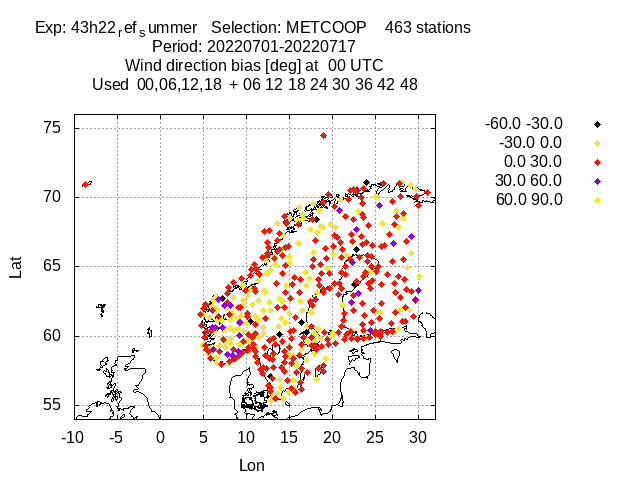 Exp: 43h22refsummer Selection: METCOOP 463 stations
Period: 20220701-20220717
Wind direction bias [deg] at 00 UTC
Used 00,06,12,18 + 06 12 18 24 30 36 42 48
-60.0 -30.0
-30.0 0.0
0.0 30.0
30.0 60.0
60.0 90.0
75
70
65
60
55
Lat
-10 -5 0 5 10 15 20 25 30
Lon